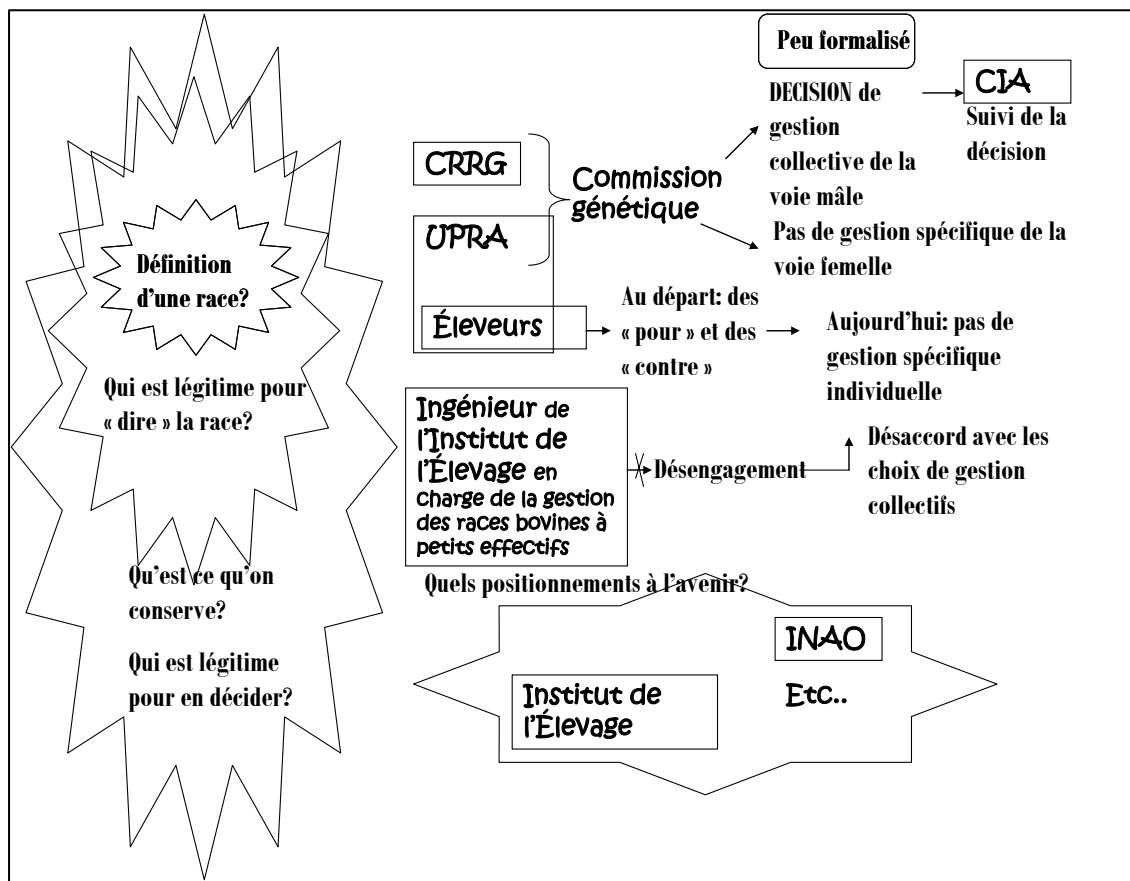 Définition
d'une race?
Qui est légitime pour
« dire » la race?
Qu'est ce qu'on
conserve?
Qui est légitime
pour en décider?
CRRG
UPRA
Éleveurs
Commission
génétique
Peu formalisé
DECISION de
gestion
collective de la
voie mâle
CIA
Suivi de la
décision
Pas de gestion spécifique de la
voie femelle
Au départ: des
« pour » et des
« contre »
Aujourd'hui: pas de
gestion spécifique
individuelle
Ingénieur de
l'Institut de
l'Élevage en
charge de la gestion
des races bovines à
petits effectifs
Désengagement
Désaccord avec les
choix de gestion
collectifs
Quels positionnements à l'avenir?
INAO
Etc..
Institut de
l'Élevage